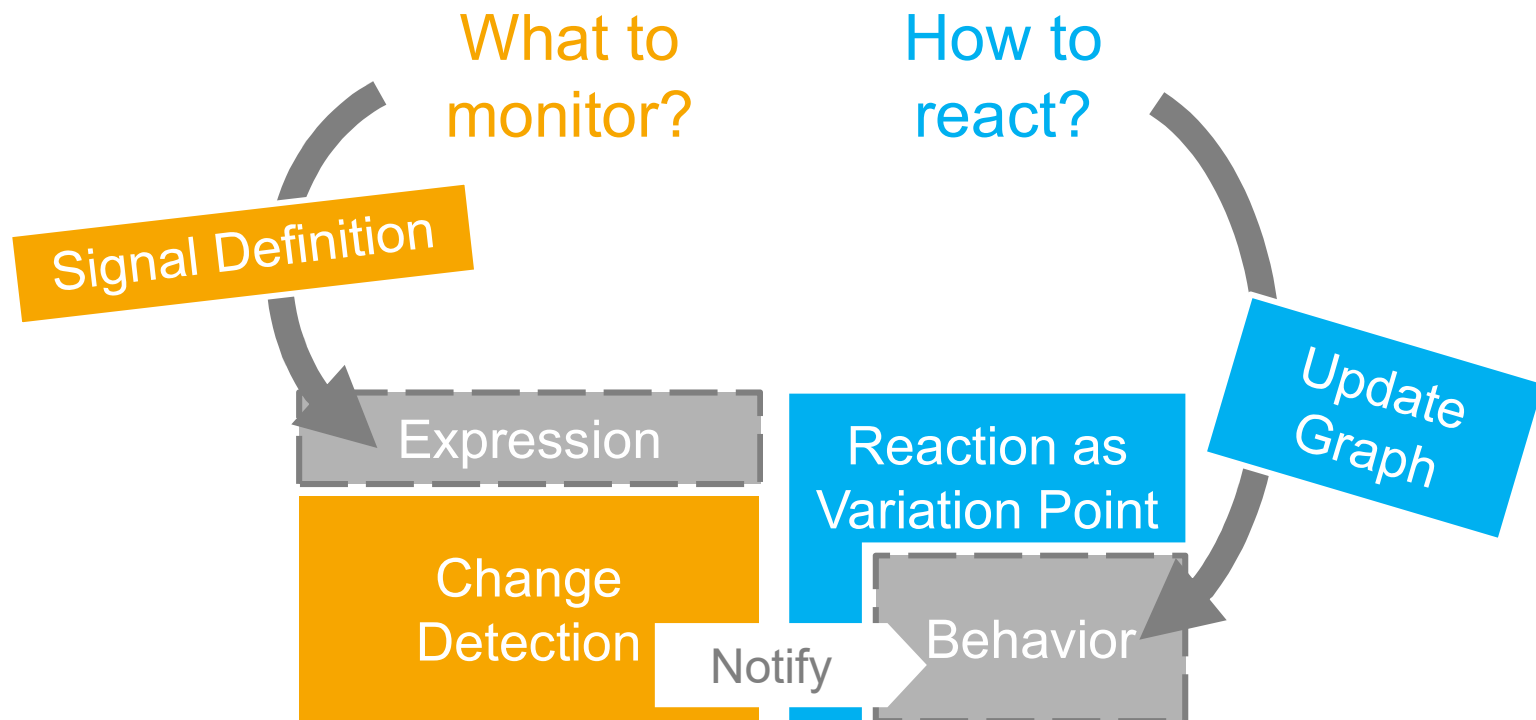 What to
monitor?
How to
react?
Signal Definition
Update
Graph
Expression
Reaction as
Variation Point
Change
Detection
Notify
Behavior